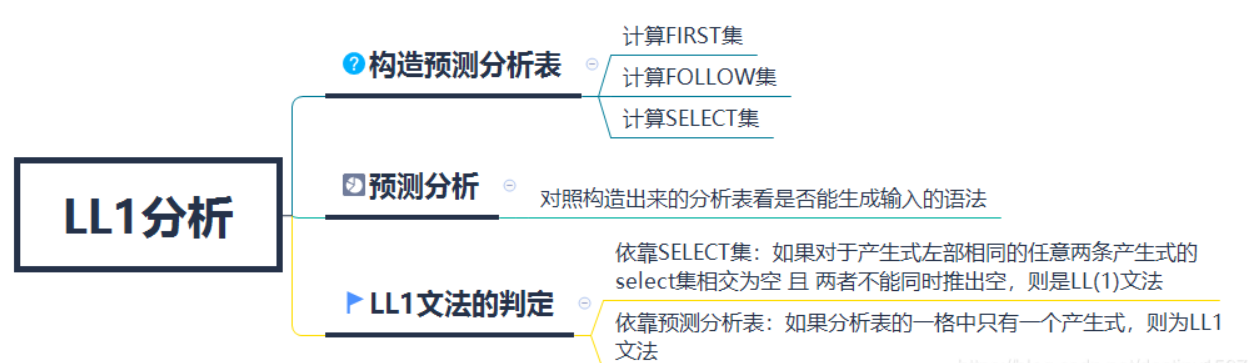 计算FIRST集
构造预测分析表
计算FOLLOW集
计算SELECT集
预测分析
对照构造出来的分析表看是否能生成输入的语法
LL1分析
依靠SELECT集：如果对于产生式左部相同的任意两条产生式的
select集相交为空 且 两者不能同时推出空，则是LL(1)文法
LL1文法的判定
依靠预测分析表：如果分析表的一格中只有一个产生式，则为LL1
文法